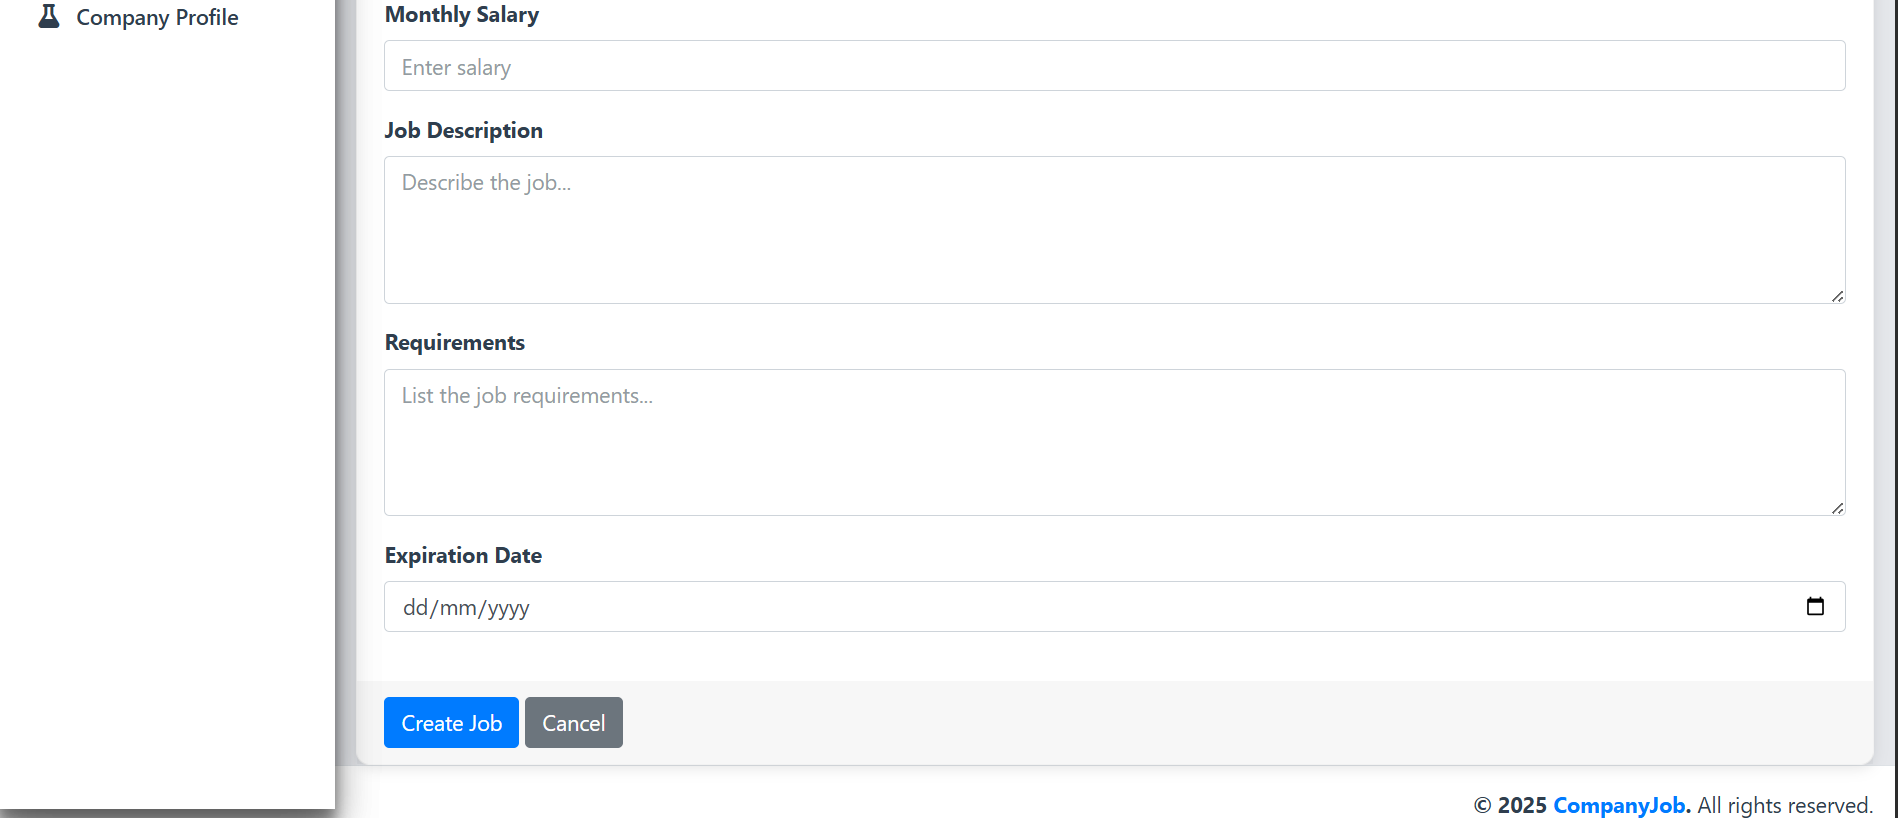 Company Profile
Monthly Salary
Enter salary
Job Description
Describe the job...
Requirements
List the job requirements...
Expiration Date
dd/mm/yyyy
Create Job Cancel
© 2025 CompanyJob. All rights reserved.